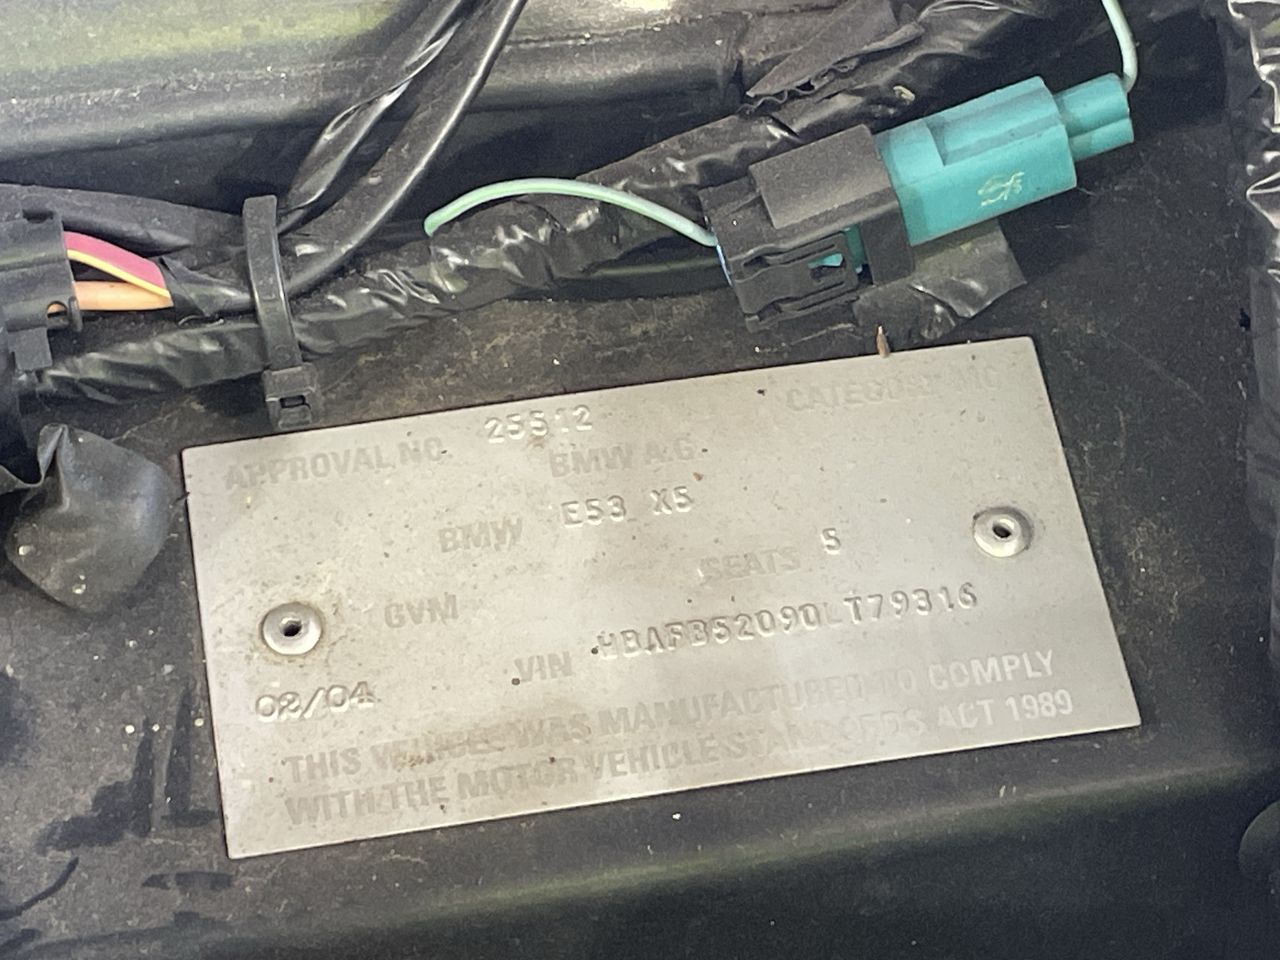 APPROVAL NO. 25512 CATEGORY MC
BMW A.G.
BMW E53 X5
SEATS 5
GVM
VIN WBAFB52090LT79316
02/04
THIS VEHICLE WAS MANUFACTURED TO COMPLY
WITH THE MOTOR VEHICLE STANDARDS ACT 1989